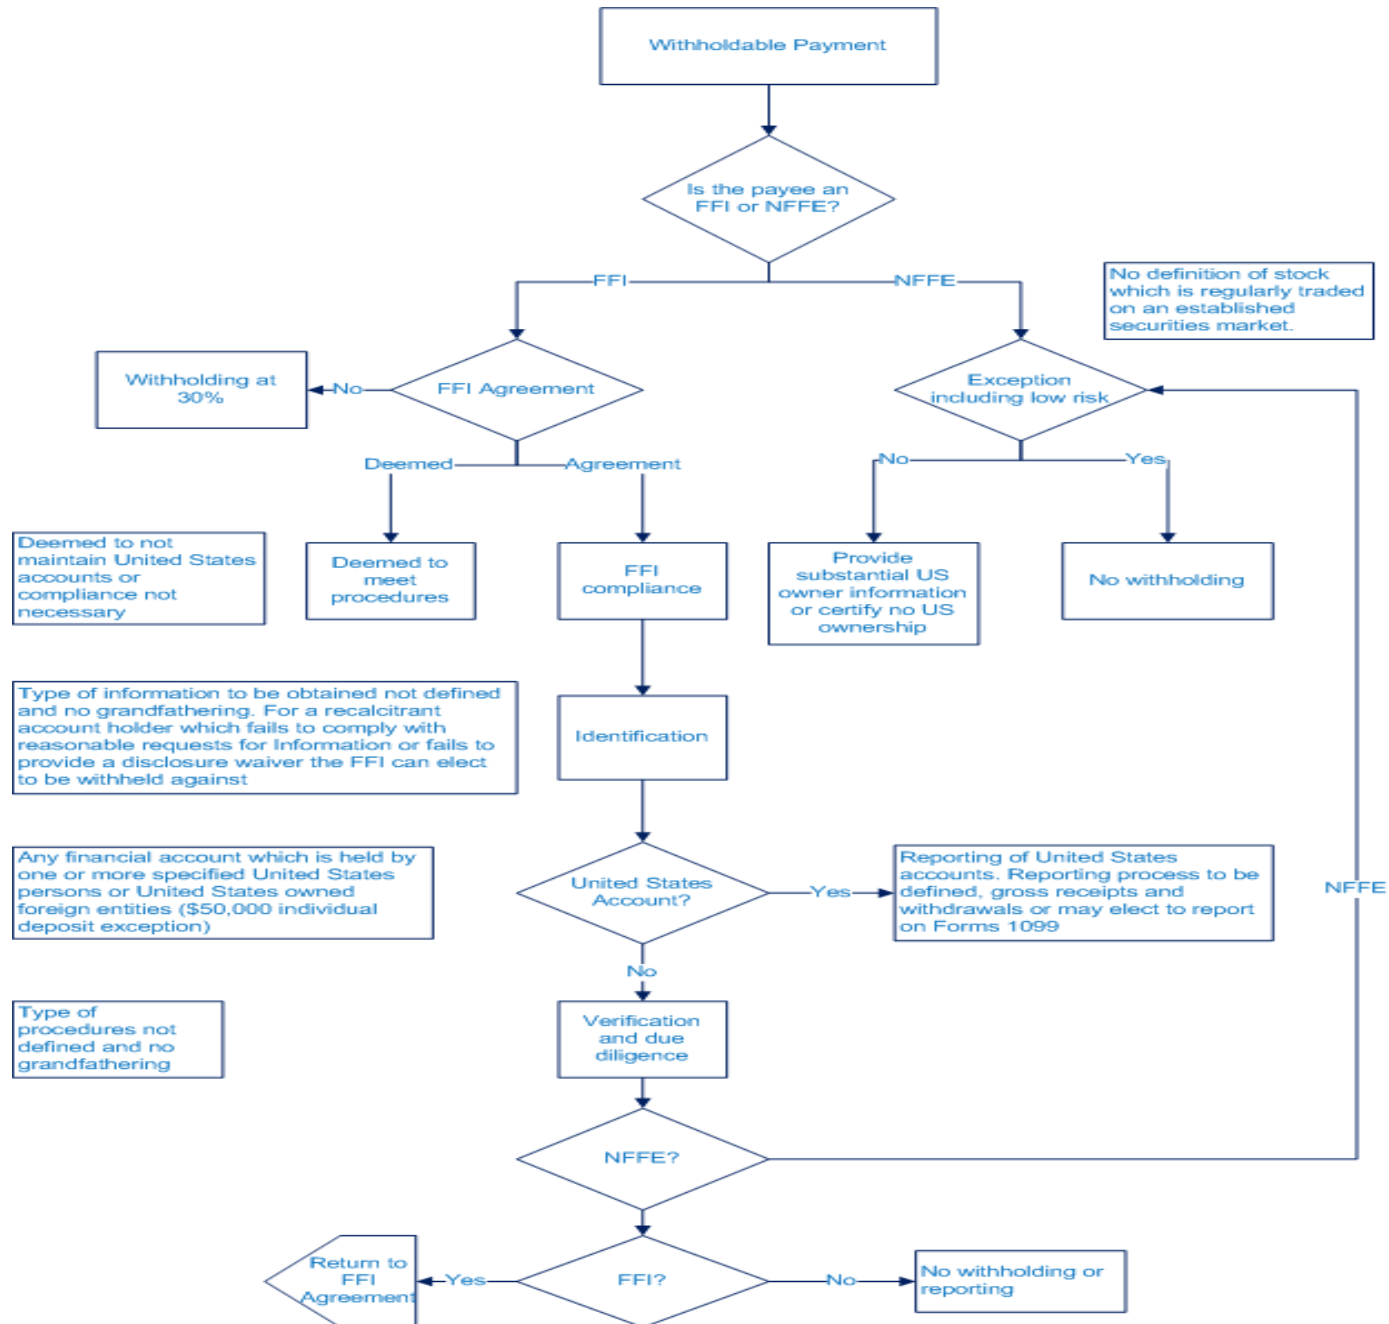 Withholdable Payment
Is the payee an
FFI or NFFE?
FFI
NFFE
No definition of stock
which is regularly traded
on an established
securities market.
Withholding at
30%
No
FFI Agreement
Exception
including low risk
Deemed
Agreement
No
Yes
Deemed to not
maintain United States
accounts or
compliance not
necessary
Deemed to
meet
procedures
FFI
compliance
Provide
substantial US
owner information
or certify no US
ownership
No withholding
Type of information to be obtained not defined
and no grandfathering. For a recalcitrant
account holder which fails to comply with
reasonable requests for Information or fails to
provide a disclosure waiver the FFI can elect
to be withheld against
Identification
Any financial account which is held by
one or more specified United States
persons or United States owned
foreign entities ($50,000 individual
deposit exception)
United States
Account?
Yes
Reporting of United States
accounts. Reporting process to be
defined, gross receipts and
withdrawals or may elect to report
on Forms 1099
NFFE
No
Type of
procedures not
defined and no
grandfathering
Verification
and due
diligence
NFFE?
Return to
FFI
Agreement
Yes
FFI?
No
No withholding or
reporting